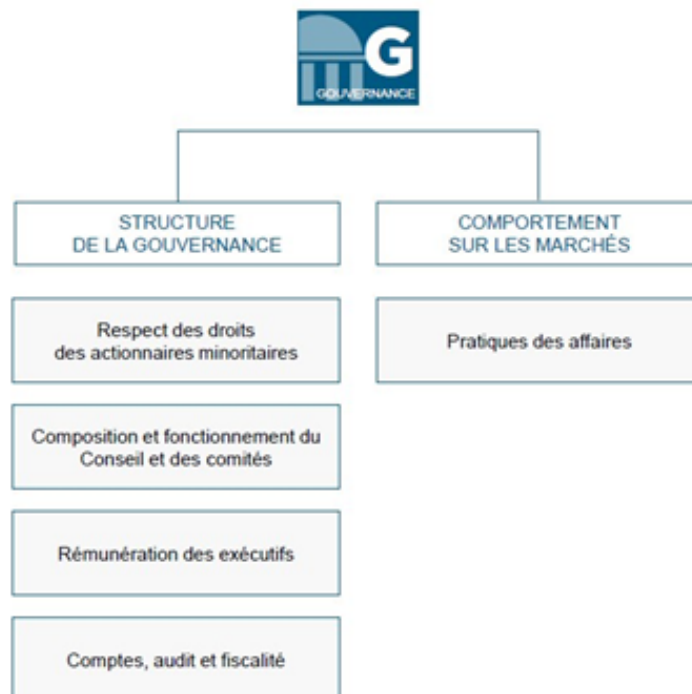 G
GOUVERNANCE
STRUCTURE
DE LA GOUVERNANCE
COMPORTEMENT
SUR LES MARCHÉS
Respect des droits
des actionnaires minoritaires
Pratiques des affaires
Composition et fonctionnement du
Conseil et des comités
Rémunération des exécutifs
Comptes, audit et fiscalité